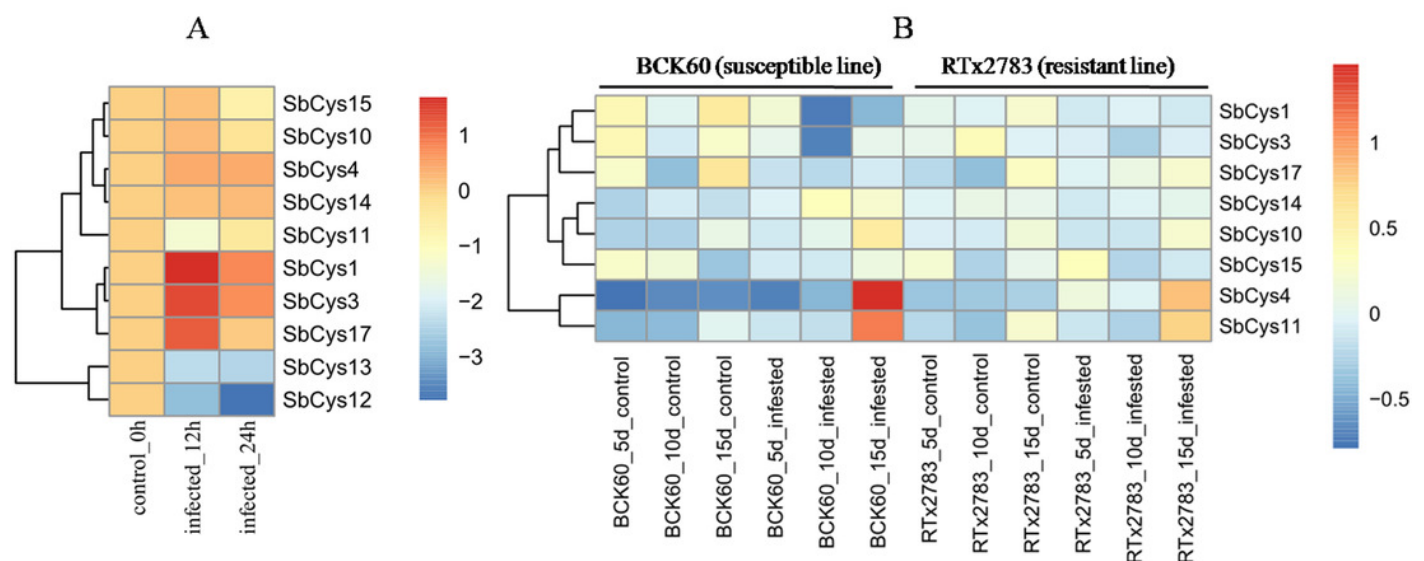 A
SbCys15
SbCys10
SbCys4
SbCys14
SbCys11
SbCys1
SbCys3
SbCys17
SbCys13
SbCys12
control_0h
infected_12h
infected_24h
1
0
−1
−2
−3
B
BCK60 (susceptible line)
RTx2783 (resistant line)
SbCys1
SbCys3
SbCys17
SbCys14
SbCys10
SbCys15
SbCys4
SbCys11
BCK60_5d_control
BCK60_10d_control
BCK60_15d_control
BCK60_5d_infested
BCK60_10d_infested
BCK60_15d_infested
RTx2783_5d_control
RTx2783_10d_control
RTx2783_15d_control
RTx2783_5d_infested
RTx2783_10d_infested
RTx2783_15d_infested
1
0.5
0
−0.5